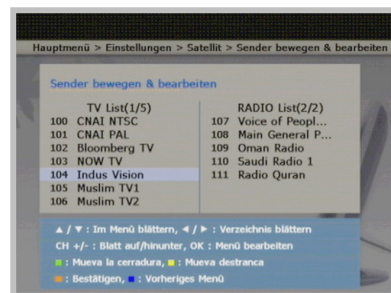 Hauptmenü > Einstellungen > Satellit > Sender bewegen & bearbeiten
Sender bewegen & bearbeiten
TV List(1/5)
100 CNAI NTSC
101 CNAI PAL
102 Bloomberg TV
103 NOW TV
104 Indus Vision
105 Muslim TV1
106 Muslim TV2
RADIO List(2/2)
107 Voice of Peopl...
108 Main General P...
109 Oman Radio
110 Saudi Radio 1
111 Radio Quran
▲ / ▼ : Im Menü blättern, ◄ / ► : Verzeichnis blättern
CH +/- : Blatt auf/hinunter, OK : Menü bearbeiten
: Mueva la cerradura, : Mueva destranca
: Bestätigen, : Vorheriges Menü